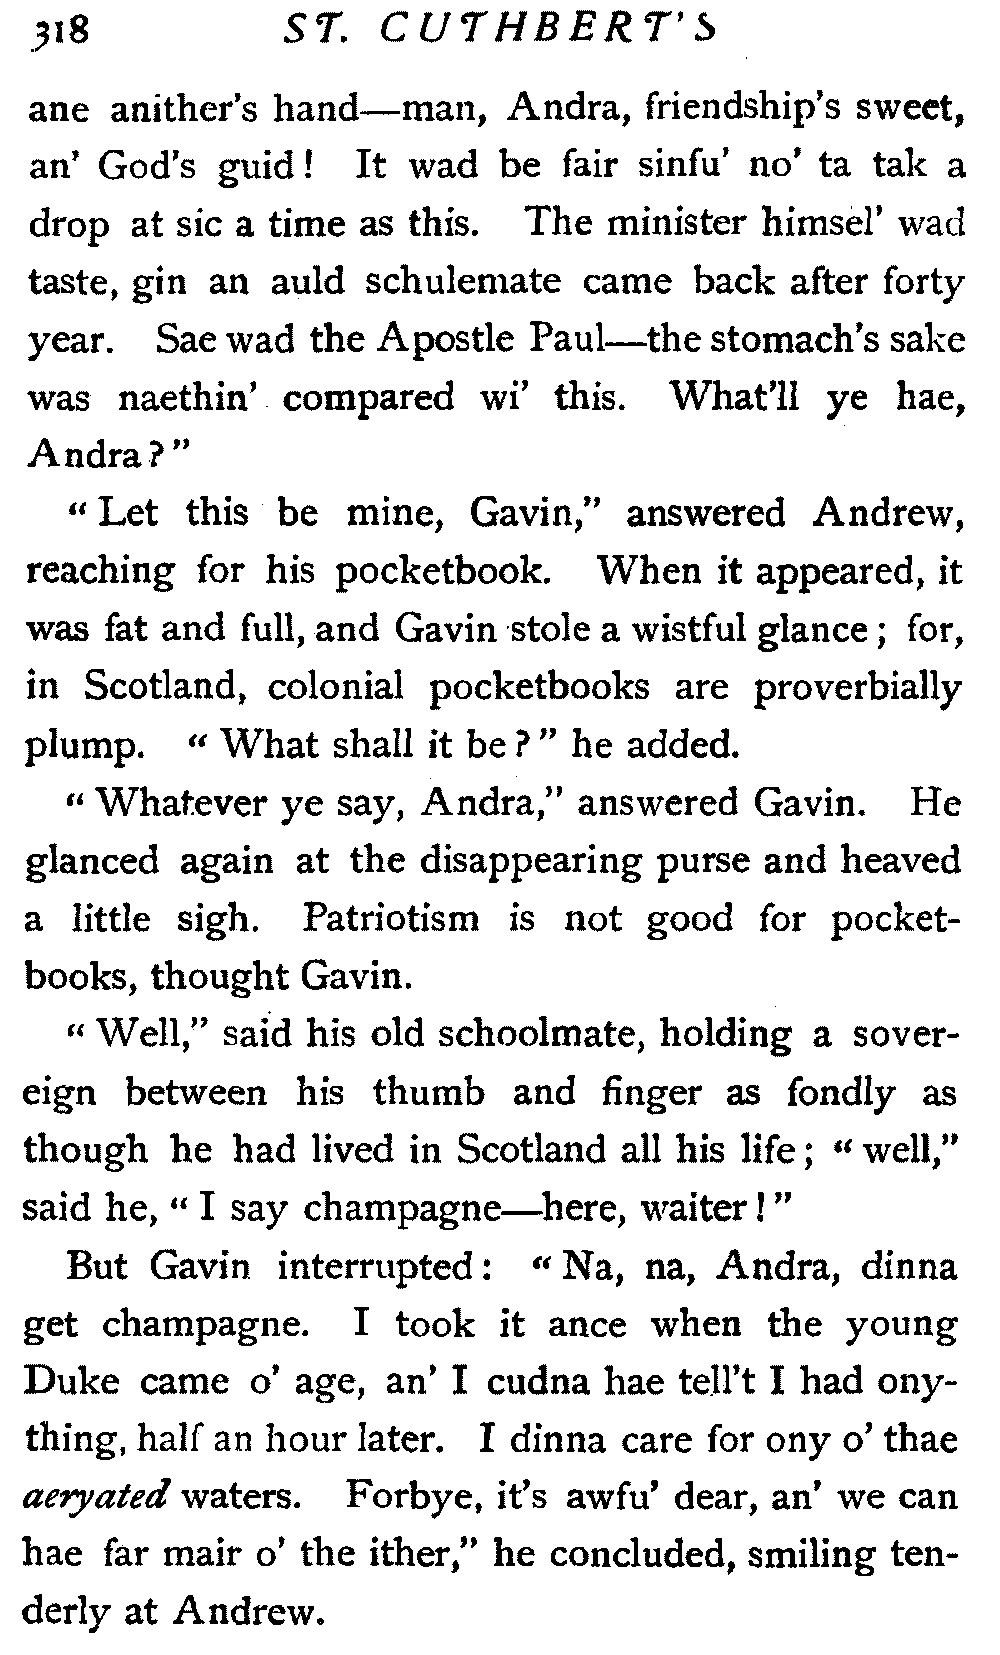 318 ST. CUTHBERT'S
ane anither's hand—man, Andra, friendship's sweet,
an' God's guid! It wad be fair sinfu' no' ta tak a
drop at sic a time as this. The minister himsel' wad
taste, gin an auld schulemate came back after forty
year. Sae wad the Apostle Paul—the stomach's sake
was naethin' compared wi' this. What'll ye hae,
Andra?"
"Let this be mine, Gavin," answered Andrew,
reaching for his pocketbook. When it appeared, it
was fat and full, and Gavin stole a wistful glance; for,
in Scotland, colonial pocketbooks are proverbially
plump. "What shall it be?" he added.
"Whatever ye say, Andra," answered Gavin. He
glanced again at the disappearing purse and heaved
a little sigh. Patriotism is not good for pocket-
books, thought Gavin.
"Well," said his old schoolmate, holding a sover-
eign between his thumb and finger as fondly as
though he had lived in Scotland all his life; "well,"
said he, "I say champagne—here, waiter!"
But Gavin interrupted: "Na, na, Andra, dinna
get champagne. I took it ance when the young
Duke came o' age, an' I cudna hae tell't I had ony-
thing, half an hour later. I dinna care for ony o' thae
aeryated waters. Forbye, it's awfu' dear, an' we can
hae far mair o' the ither," he concluded, smiling ten-
derly at Andrew.